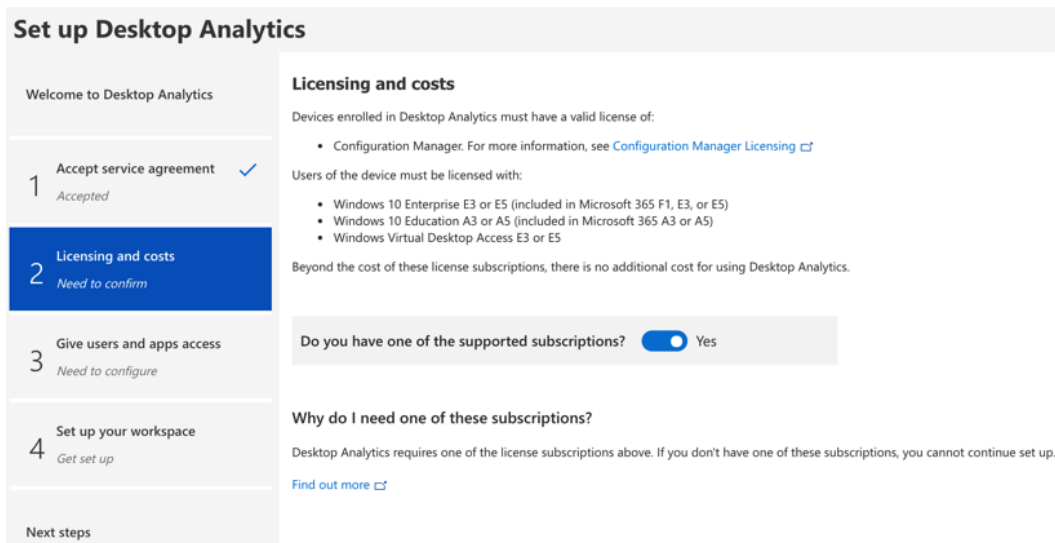 Set up Desktop Analytics
Welcome to Desktop Analytics
1
Accept service agreement
Accepted
2
Licensing and costs
Need to confirm
3
Give users and apps access
Need to configure
4
Set up your workspace
Get set up
Next steps
Licensing and costs
Devices enrolled in Desktop Analytics must have a valid license of:
• Configuration Manager. For more information, see Configuration Manager Licensing
Users of the device must be licensed with:
• Windows 10 Enterprise E3 or E5 (included in Microsoft 365 F1, E3, or E5)
• Windows 10 Education A3 or A5 (included in Microsoft 365 A3 or A5)
• Windows Virtual Desktop Access E3 or E5
Beyond the cost of these license subscriptions, there is no additional cost for using Desktop Analytics.
Do you have one of the supported subscriptions? Yes
Why do I need one of these subscriptions?
Desktop Analytics requires one of the license subscriptions above. If you don't have one of these subscriptions, you cannot continue set up.
Find out more